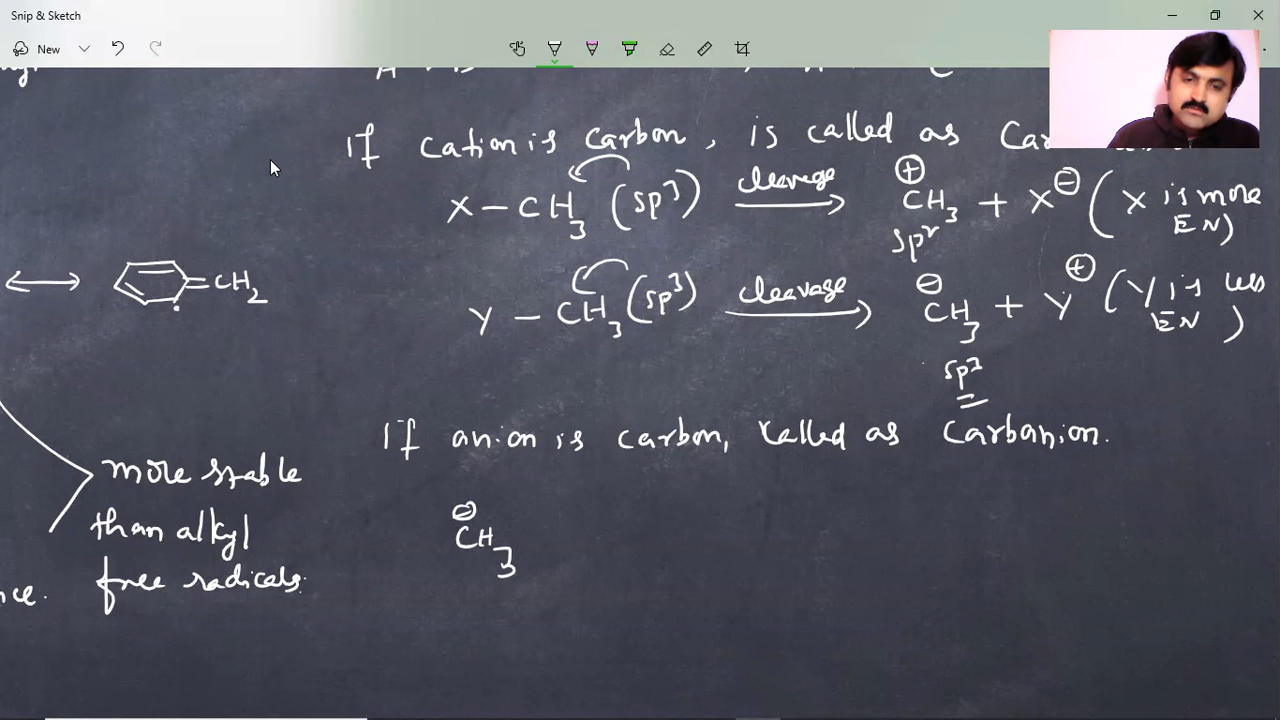 Snip & Sketch
New
If cation is carbon, is called as
X – CH3 (sp3) cleavage ⊕CH3 + X⊖ (X is more EN)
sp2
Y – CH3 (sp3) cleavage ⊖CH3 + Y⊕ (Y is less EN)
sp3
= CH2
If anion is carbon, called as Carbanion.
more stable
than alkyl
free radicals.
⊖CH3